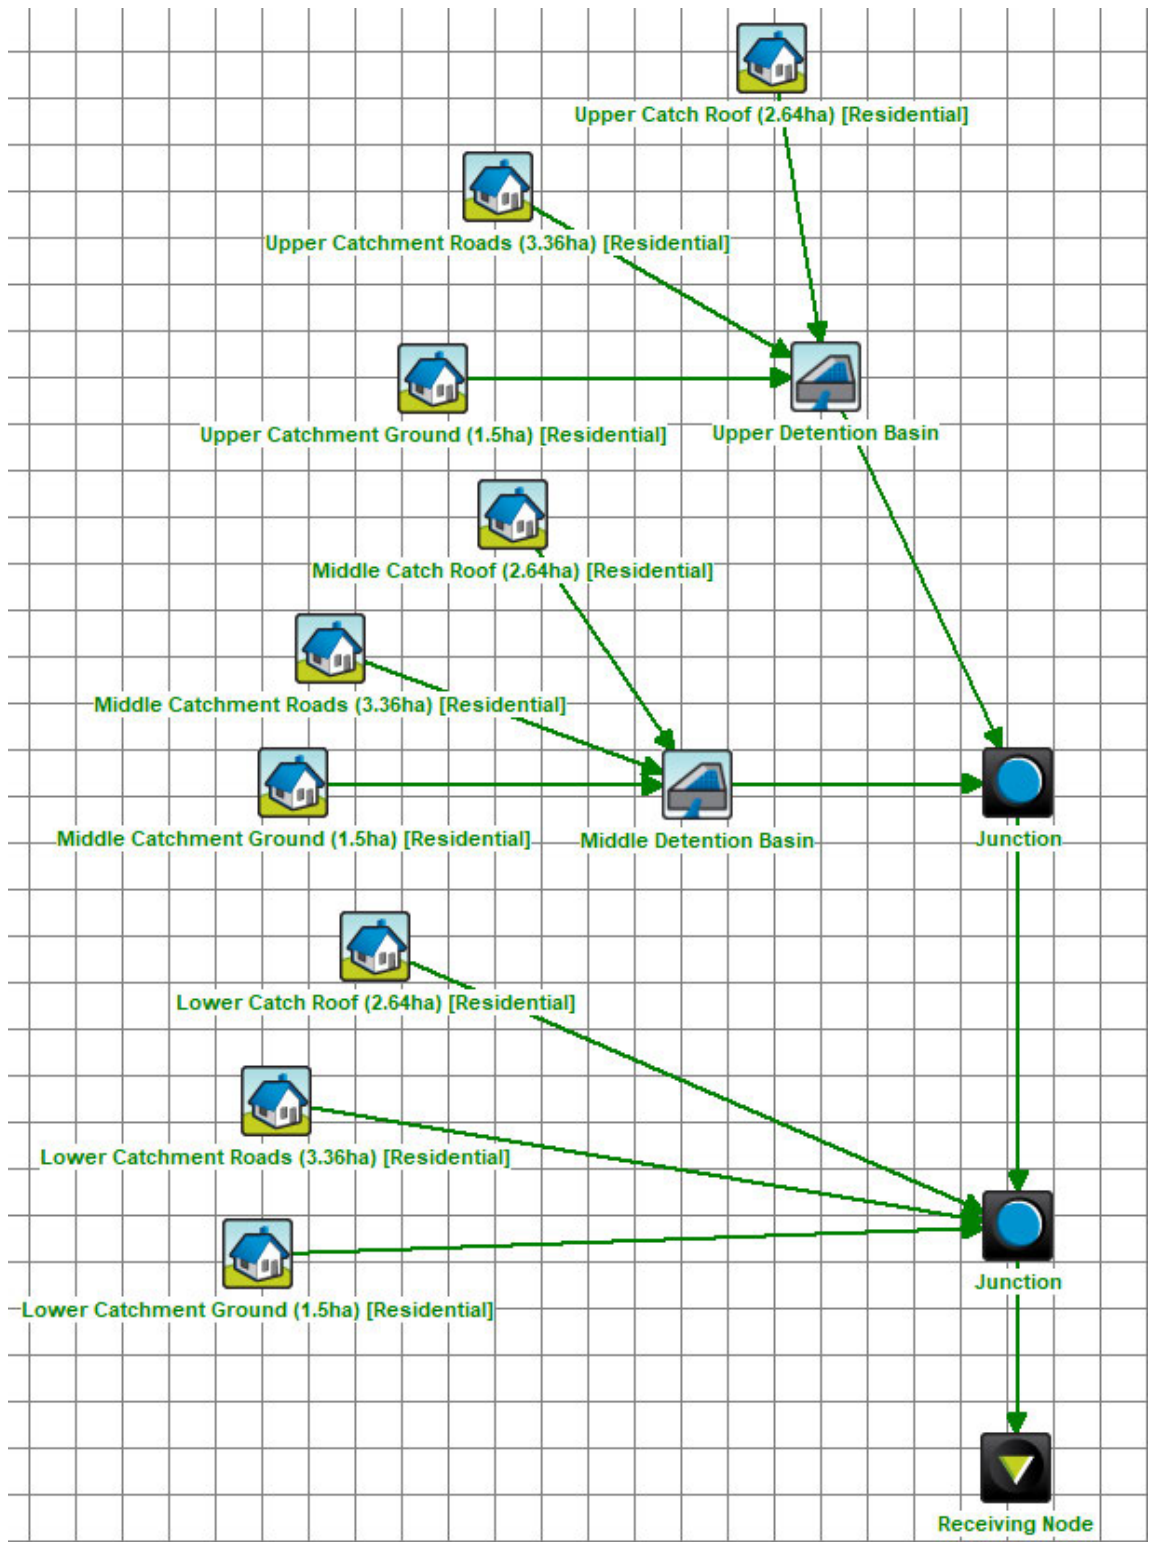 Upper Catch Roof (2.64ha) [Residential]
Upper Catchment Roads (3.36ha) [Residential]
Upper Catchment Ground (1.5ha) [Residential]
Upper Detention Basin
Middle Catch Roof (2.64ha) [Residential]
Middle Catchment Roads (3.36ha) [Residential]
Middle Catchment Ground (1.5ha) [Residential]
Middle Detention Basin
Junction
Lower Catch Roof (2.64ha) [Residential]
Lower Catchment Roads (3.36ha) [Residential]
Junction
Lower Catchment Ground (1.5ha) [Residential]
Receiving Node